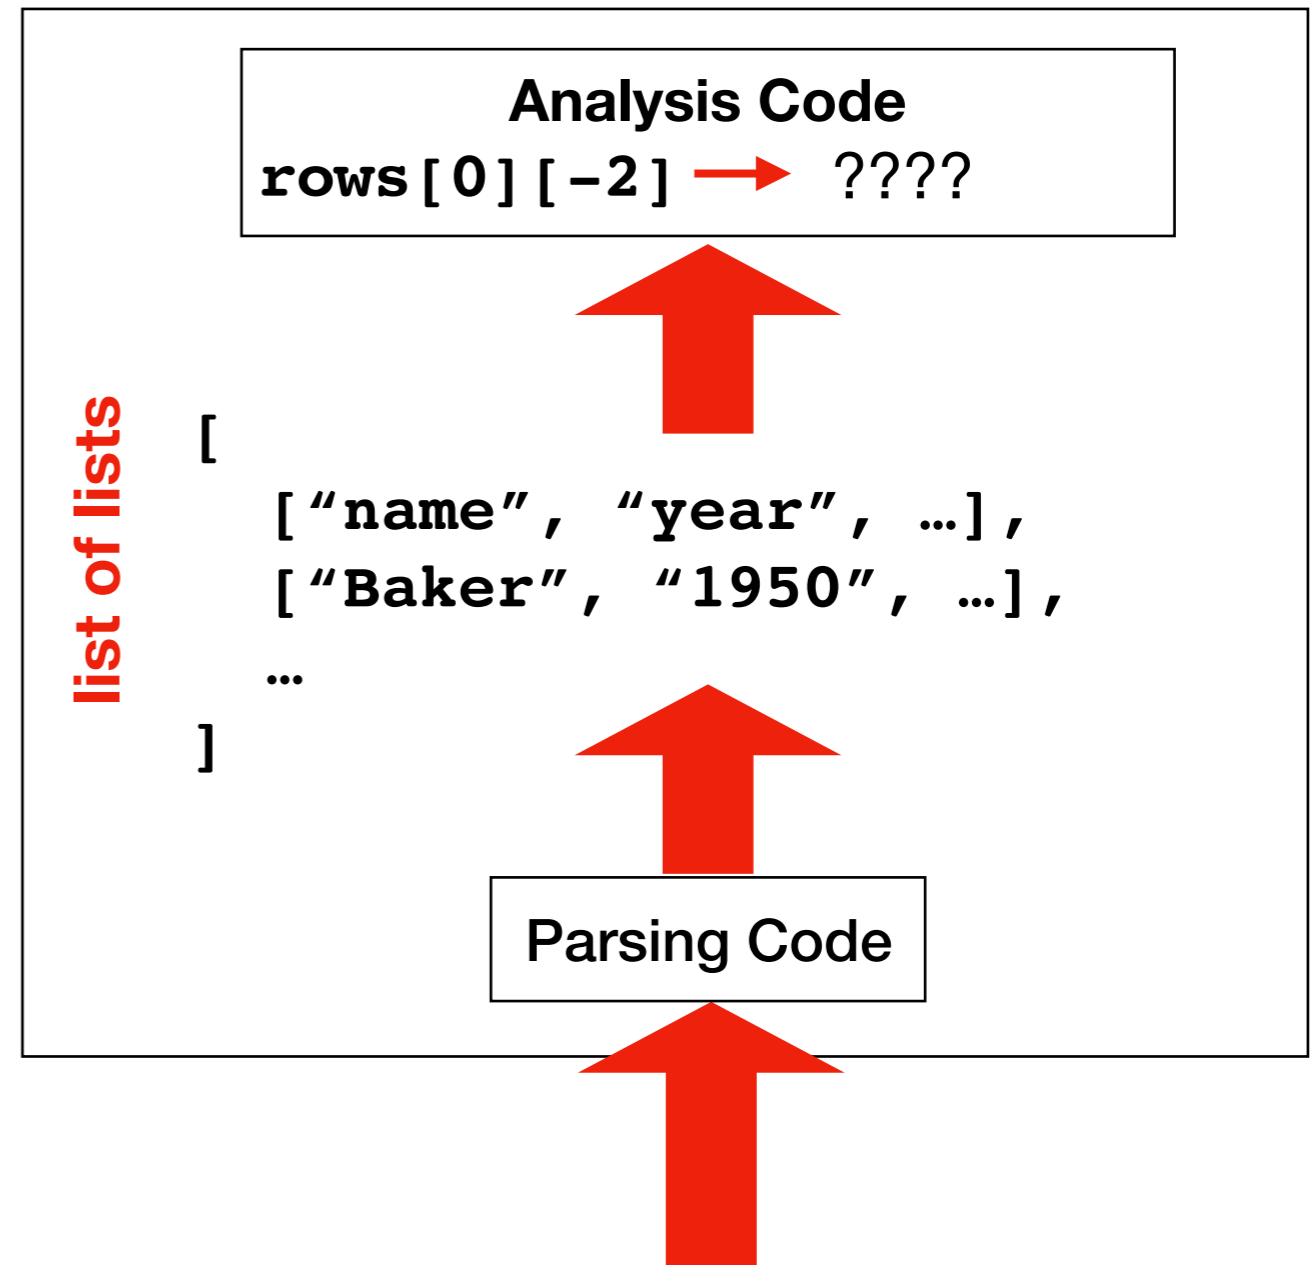 Analysis Code
rows[0][-2] → ????
list of lists
[
[“name”, “year”, …],
[“Baker”, “1950”, …],
…
]
Parsing Code